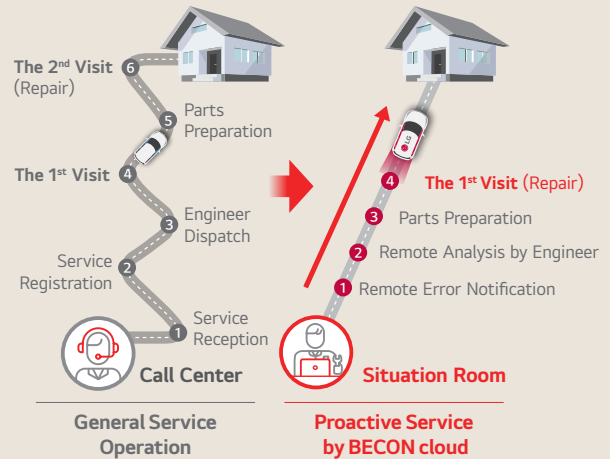 6
The 2nd Visit
(Repair)
5
Parts
Preparation
4
The 1st Visit
3
Engineer
Dispatch
2
Service
Registration
1
Service
Reception
Call Center
General Service
Operation
LG
4
The 1st Visit (Repair)
3
Parts Preparation
2
Remote Analysis by Engineer
1
Remote Error Notification
Situation Room
Proactive Service
by BECON cloud